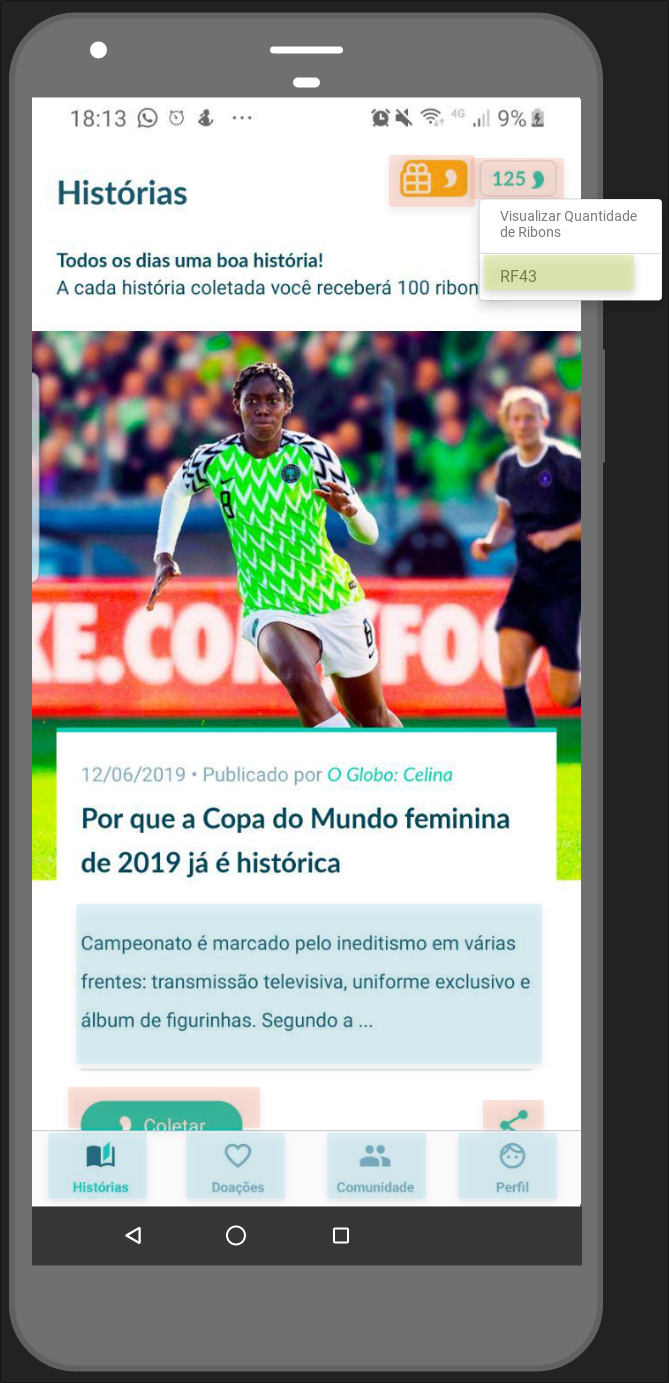 18:13
4G
9%
Histórias
125
Visualizar Quantidade
de Ribons
RF43
Todos os dias uma boa história!
A cada história coletada você receberá 100 ribon
KE.COM
FOO
8
8
12/06/2019 • Publicado por O Globo: Celina
Por que a Copa do Mundo feminina
de 2019 já é histórica
Campeonato é marcado pelo ineditismo em várias
frentes: transmissão televisiva, uniforme exclusivo e
álbum de figurinhas. Segundo a ...
Coletar
Histórias
Doações
Comunidade
Perfil